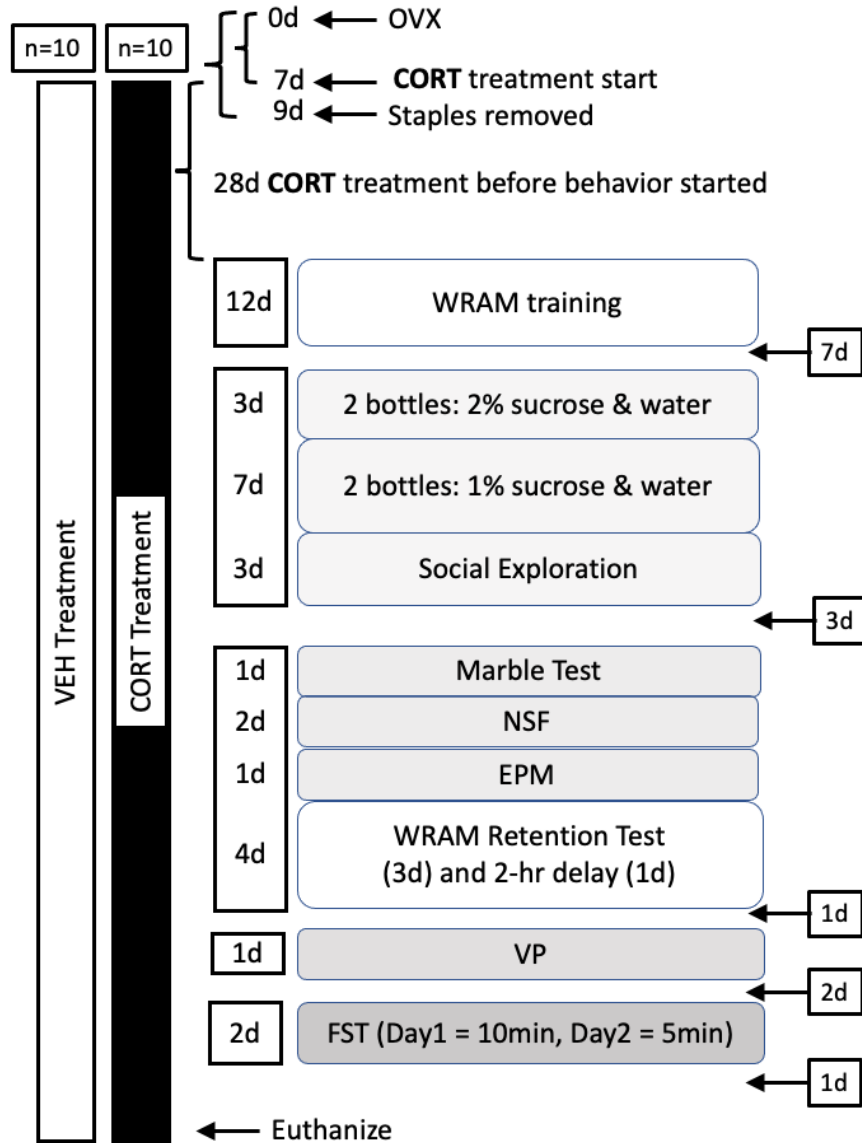 n=10
n=10
0d
OVX
7d
CORT treatment start
9d
Staples removed
28d CORT treatment before behavior started
VEH Treatment
CORT Treatment
12d
WRAM training
7d
3d
2 bottles: 2% sucrose & water
7d
2 bottles: 1% sucrose & water
3d
Social Exploration
3d
1d
Marble Test
2d
NSF
1d
EPM
4d
WRAM Retention Test
(3d) and 2-hr delay (1d)
1d
1d
VP
2d
2d
FST (Day1 = 10min, Day2 = 5min)
1d
Euthanize